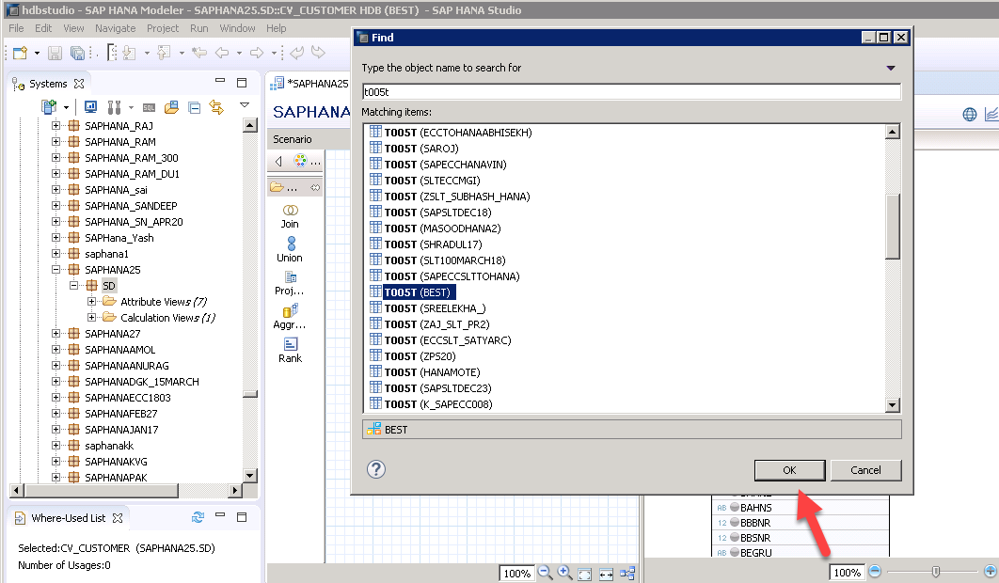 hdbstudio - SAP HANA Modeler - SAPHANA25.SD::CV_CUSTOMER HDB (BEST) - SAP HANA Studio
File Edit View Navigate Project Run Window Help
Systems
SQL
SAPHANA_RAJ
SAPHANA_RAM
SAPHANA_RAM_300
SAPHANA_RAM_DU1
SAPHANA_sai
SAPHANA_SANDEEP
SAPHANA_SN_APR20
SAPHana_Yash
saphana1
SAPHANA25
SD
Attribute Views (7)
Calculation Views (1)
SAPHANA27
SAPHANAAMOL
SAPHANAANURAG
SAPHANADGK_15MARCH
SAPHANAECC1803
SAPHANAFEB27
SAPHANAJAN17
saphanakk
SAPHANAKVG
SAPHANAPAK
Where-Used List
Selected:CV_CUSTOMER (SAPHANA25.SD)
Number of Usages:0
*SAPHANA25
SAPHANA
Scenario
...
...
Join
Union
Proj...
Aggr...
Rank
100%
Find
Type the object name to search for
t005t
Matching items:
T005T (ECCTOHANAABHISEKH)
T005T (SAROJ)
T005T (SAPECCHANAVIN)
T005T (SLTECCMGI)
T005T (ZSLT_SUBHASH_HANA)
T005T (SAPSLTDEC18)
T005T (MASOODHANA2)
T005T (SHRADUL17)
T005T (SLT100MARCH18)
T005T (SAPECCSLTTOHANA)
T005T (BEST)
T005T (SREELEKHA_)
T005T (ZAJ_SLT_PR2)
T005T (ECCSLT_SATYARC)
T005T (ZPS20)
T005T (HANAMOTE)
T005T (SAPSLTDEC23)
T005T (K_SAPECC008)
BEST
?
OK Cancel
AB BAHNS
12 BBBNR
12 BBSNR
AB BEGRU
100%